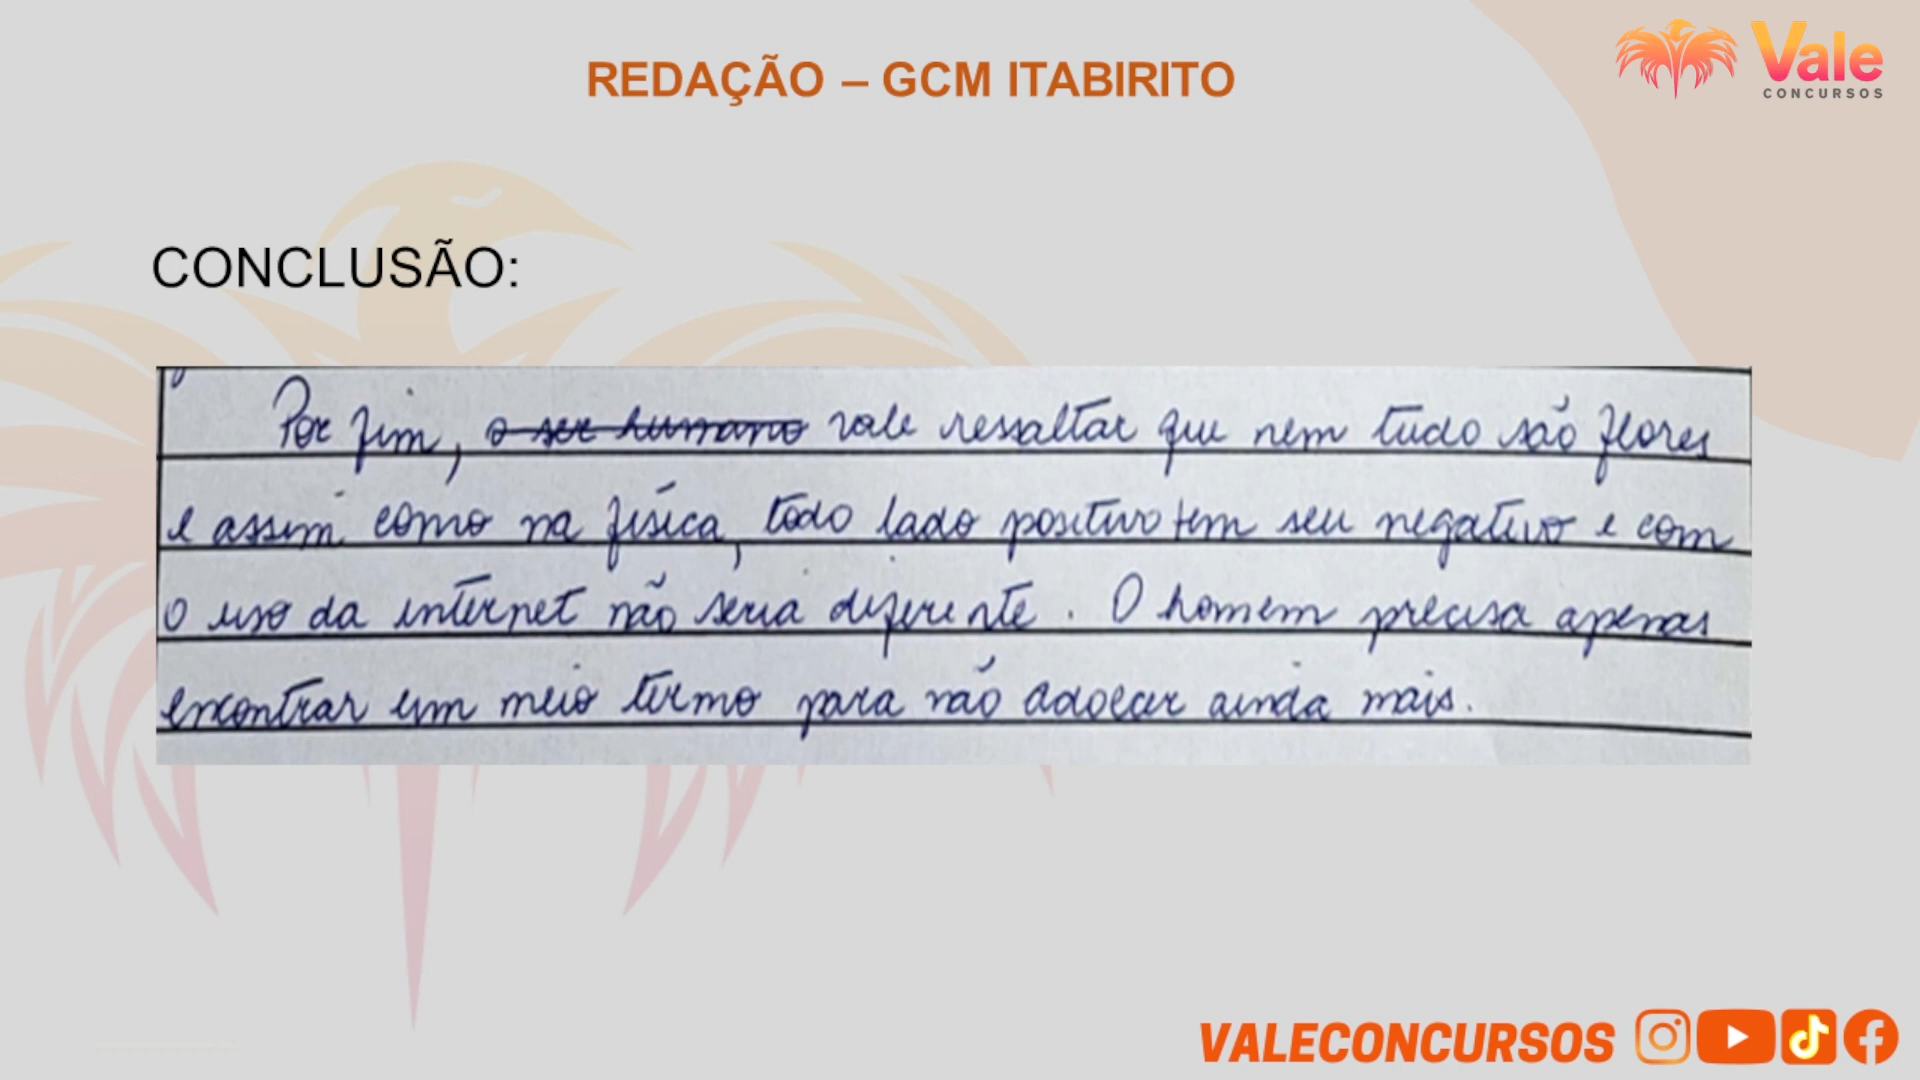 REDAÇÃO – GCM ITABIRITO
Vale
CONCURSOS
CONCLUSÃO:
Por fim, o ser humano vale ressaltar que nem tudo são flores
e assim como na física, todo lado positivo tem seu negativo e com
o uso da internet não seria diferente. O homem precisa apenas
encontrar um meio termo para não adoecer ainda mais.
VALECONCURSOS